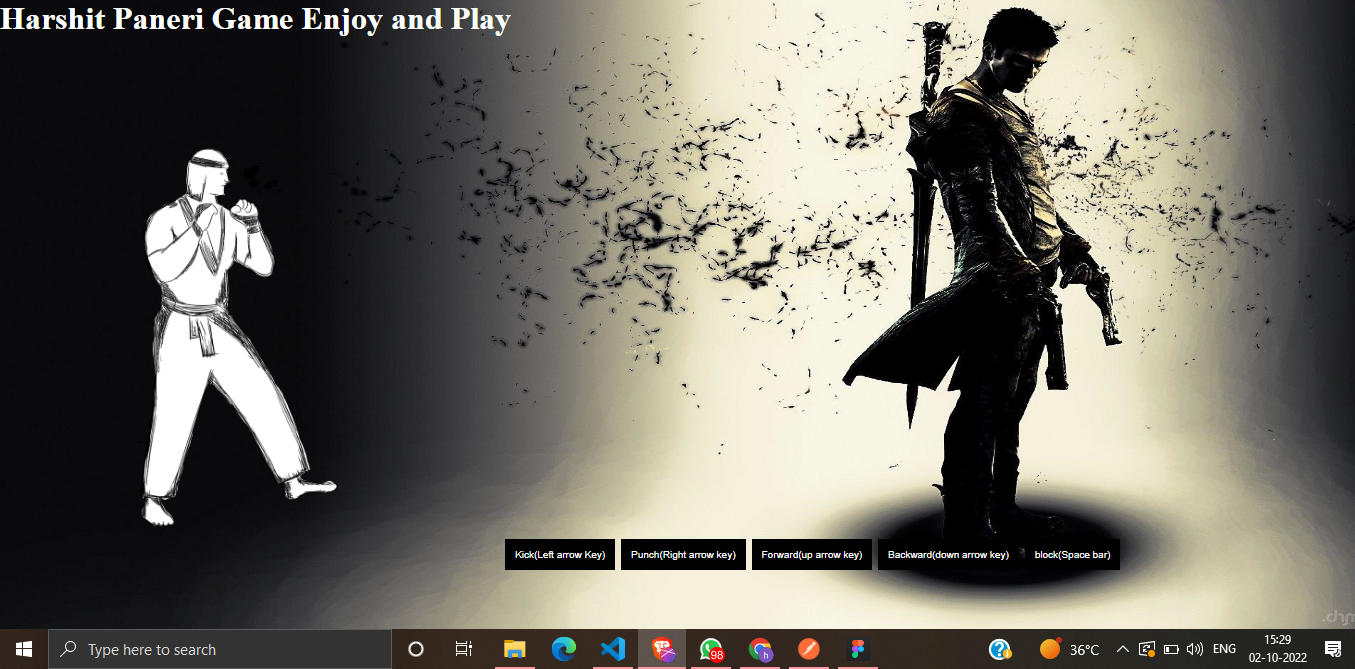 Harshit Paneri Game Enjoy and Play
Kick(Left arrow Key) Punch(Right arrow key) Forward(up arrow key) Backward(down arrow key) block(Space bar)
Type here to search 98 h 36°C ENG 15:29
02-10-2022